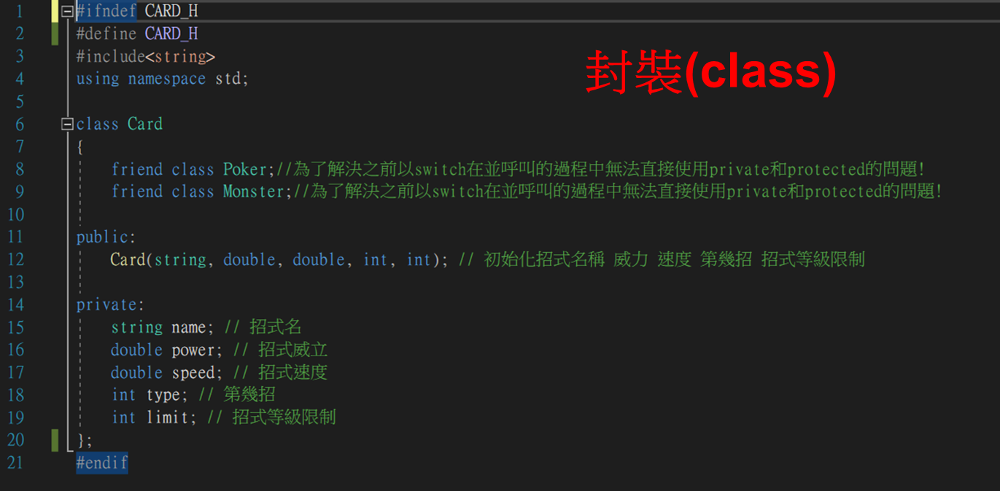 封裝(class)
1 #ifndef CARD_H
2 #define CARD_H
3 #include<string>
4 using namespace std;
5
6 class Card
7 {
8 friend class Poker;//為了解決之前以switch在並呼叫的過程中無法直接使用private和protected的問題!
9 friend class Monster;//為了解決之前以switch在並呼叫的過程中無法直接使用private和protected的問題!
10
11 public:
12 Card(string, double, double, int, int); // 初始化招式名稱 威力 速度 第幾招 招式等級限制
13
14 private:
15 string name; // 招式名
16 double power; // 招式威立
17 double speed; // 招式速度
18 int type; // 第幾招
19 int limit; // 招式等級限制
20 };
21 #endif